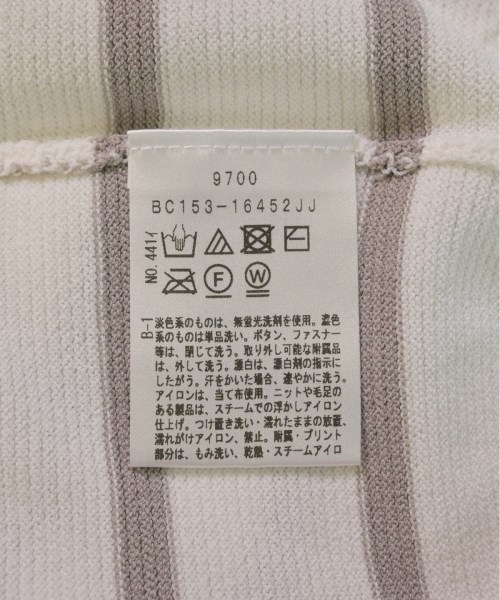 9700
BC153-16452JJ
NO.441イ
F
W
B-1
淡色系のものは、無蛍光洗剤を使用。濃色
系のものは単品洗い。ボタン、ファスナー
等は、閉じて洗う。取り外し可能な附属品
は、外して洗う。漂白は、漂白剤の指示に
したがう。汗をかいた場合、速やかに洗う。
アイロンは、当て布使用。ニットや毛足の
ある製品は、スチームでの浮かしアイロン
仕上げ。つけ置き洗い・濡れたままの放置、
濡れがけアイロン、禁止。附属・プリント
部分は、もみ洗い、乾熱・スチームアイロ